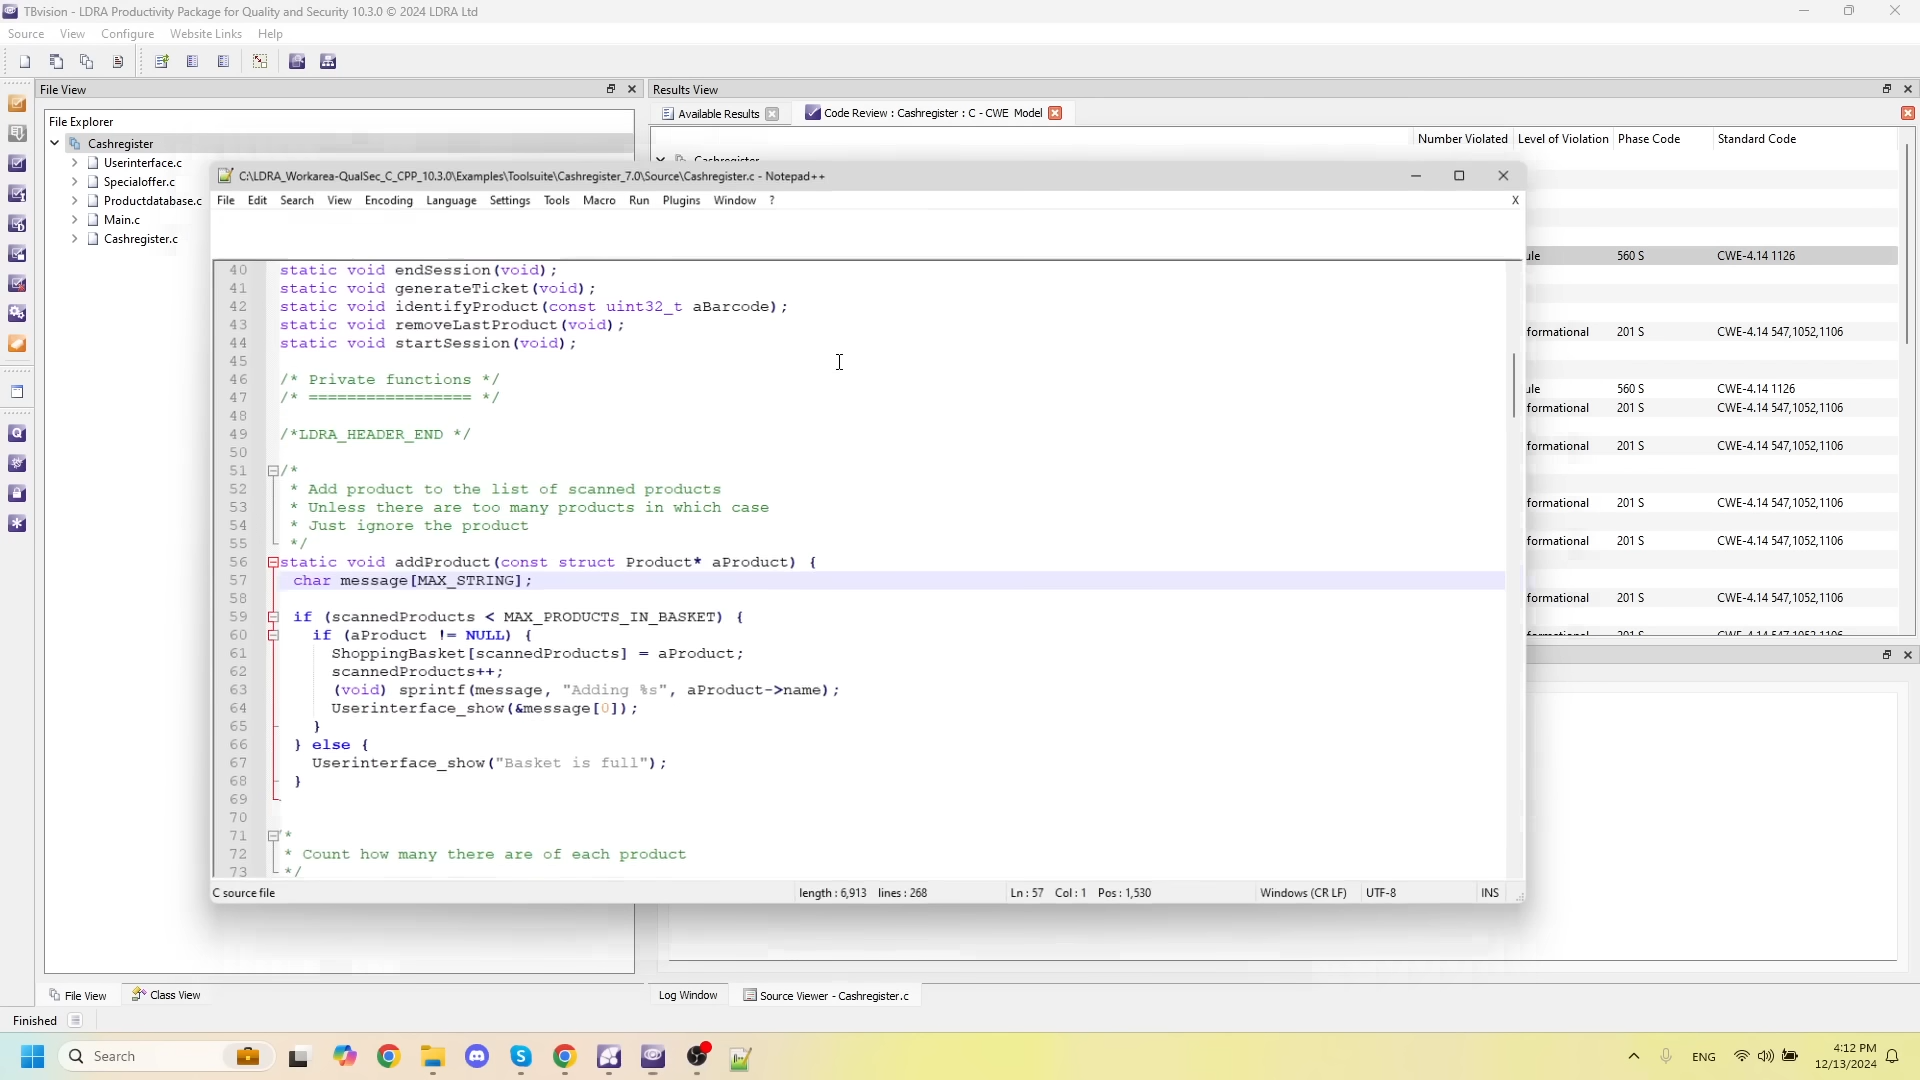 TBvision - LDRA Productivity Package for Quality and Security 10.3.0 © 2024 LDRA Ltd
Source View Configure Website Links Help
File View
Results View
File Explorer
Available Results
Code Review : Cashregister : C - CWE Model
Cashregister
Userinterface.c
Specialoffer.c
Productdatabase.c
Main.c
Cashregister.c
Number Violated Level of Violation Phase Code Standard Code
Cashregister
C:\LDRA_Workarea-QualSec_C_CPP_10.3.0\Examples\Toolsuite\Cashregister_7.0\Source\Cashregister.c - Notepad++
File Edit Search View Encoding Language Settings Tools Macro Run Plugins Window ? X
40 static void endSession(void);
41 static void generateTicket(void);
42 static void identifyProduct(const uint32_t aBarcode);
43 static void removeLastProduct(void);
44 static void startSession(void);
45
46 /* Private functions */
47 /* ================= */
48
49 /*LDRA_HEADER_END */
50
51 /*
52 * Add product to the list of scanned products
53 * Unless there are too many products in which case
54 * Just ignore the product
55 */
56 static void addProduct(const struct Product* aProduct) {
57 char message[MAX_STRING];
58
59 if (scannedProducts < MAX_PRODUCTS_IN_BASKET) {
60 if (aProduct != NULL) {
61 ShoppingBasket[scannedProducts] = aProduct;
62 scannedProducts++;
63 (void) sprintf(message, "Adding %s", aProduct->name);
64 Userinterface_show(&message[0]);
65 }
66 } else {
67 Userinterface_show("Basket is full");
68 }
69
70
71 *
72 * Count how many there are of each product
73 */
C source file length : 6,913 lines : 268 Ln : 57 Col : 1 Pos : 1,530 Windows (CR LF) UTF-8 INS
ule 560 S CWE-4.14 1126
formational 201 S CWE-4.14 547,1052,1106
ule 560 S CWE-4.14 1126
formational 201 S CWE-4.14 547,1052,1106
formational 201 S CWE-4.14 547,1052,1106
formational 201 S CWE-4.14 547,1052,1106
formational 201 S CWE-4.14 547,1052,1106
formational 201 S CWE-4.14 547,1052,1106
formational 201 S CWE-4.14 547,1052,1106
File View Class View
Log Window Source Viewer - Cashregister.c
Finished
Search
ENG
4:12 PM
12/13/2024